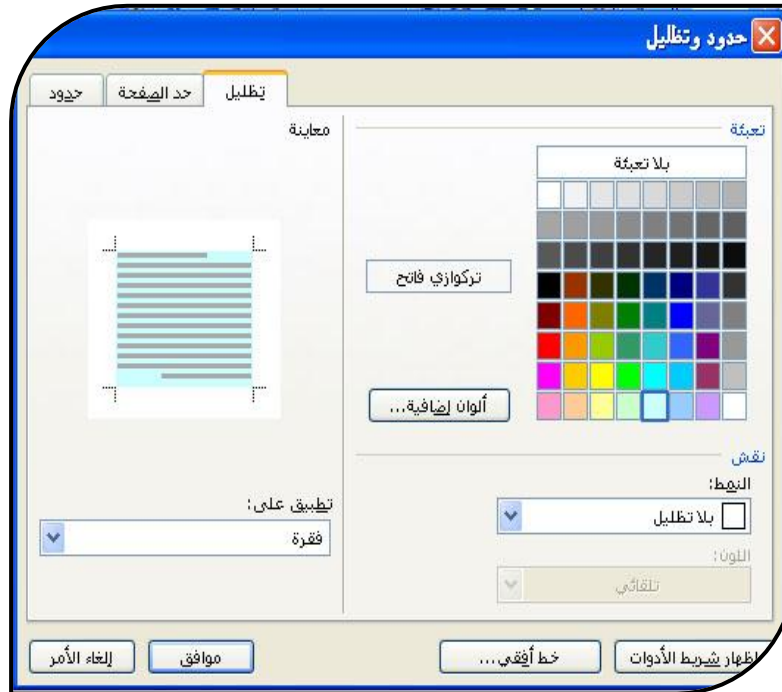 حدود وتظليل
حدود
حد الصفحة
تظليل
تعبئة
بلا تعبئة
تركوازي فاتح
ألوان إضافية...
نقش
النمط:
بلا تظليل
اللون:
تلقائي
معاينة
تطبيق على:
فقرة
إظهار شريط الأدوات
خط أفقي...
موافق
إلغاء الأمر